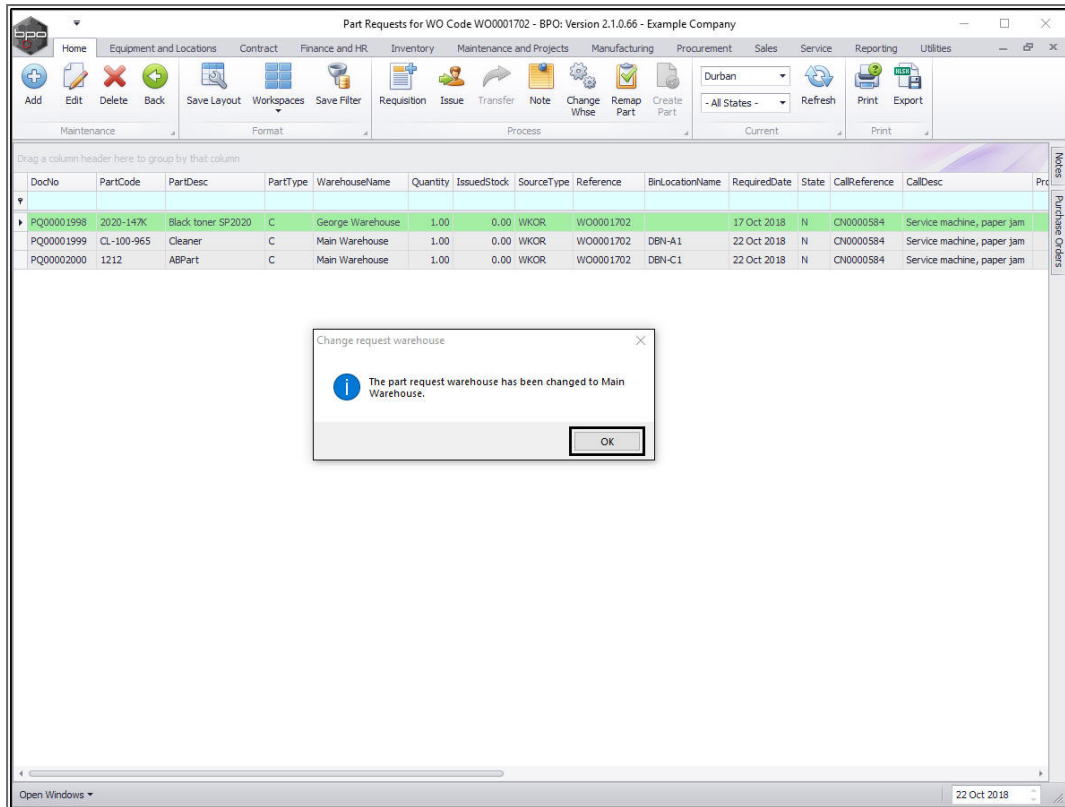 bpo
Part Requests for WO Code WO0001702 - BPO: Version 2.1.0.66 - Example Company
Home Equipment and Locations Contract Finance and HR Inventory Maintenance and Projects Manufacturing Procurement Sales Service Reporting Utilities
Add Edit Delete Back Save Layout Workspaces Save Filter Requisition Issue Transfer Note Change Whse Remap Part Create Part Durban - All States - Refresh Print Export
Maintenance Format Process Current Print
Drag a column header here to group by that column
DocNo PartCode PartDesc PartType WarehouseName Quantity IssuedStock SourceType Reference BinLocationName RequiredDate State CallReference CallDesc Prc
PQ00001998 2020-147K Black toner SP2020 C George Warehouse 1.00 0.00 WKOR WO0001702 17 Oct 2018 N CN0000584 Service machine, paper jam
PQ00001999 CL-100-965 Cleaner C Main Warehouse 1.00 0.00 WKOR WO0001702 DBN-A1 22 Oct 2018 N CN0000584 Service machine, paper jam
PQ00002000 1212 ABPart C Main Warehouse 1.00 0.00 WKOR WO0001702 DBN-C1 22 Oct 2018 N CN0000584 Service machine, paper jam
Notes
Purchase Orders
Change request warehouse
The part request warehouse has been changed to Main
Warehouse.
OK
Open Windows
22 Oct 2018